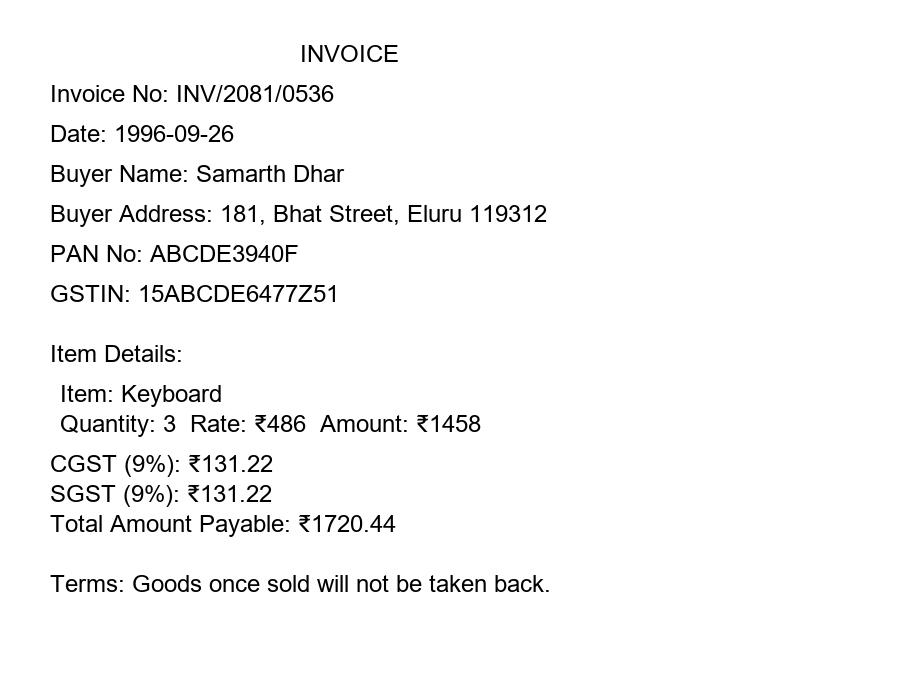 INVOICE
Invoice No: INV/2081/0536
Date: 1996-09-26
Buyer Name: Samarth Dhar
Buyer Address: 181, Bhat Street, Eluru 119312
PAN No: ABCDE3940F
GSTIN: 15ABCDE6477Z51
Item Details:
Item: Keyboard
Quantity: 3  Rate: ₹486  Amount: ₹1458
CGST (9%): ₹131.22
SGST (9%): ₹131.22
Total Amount Payable: ₹1720.44
Terms: Goods once sold will not be taken back.